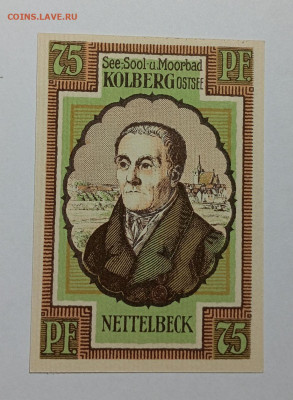 COINS.LAVE.RU
75 PF
See-Sool-u.Moorbad
KOLBERG OSTSEE
NETTELBECK
PF 75